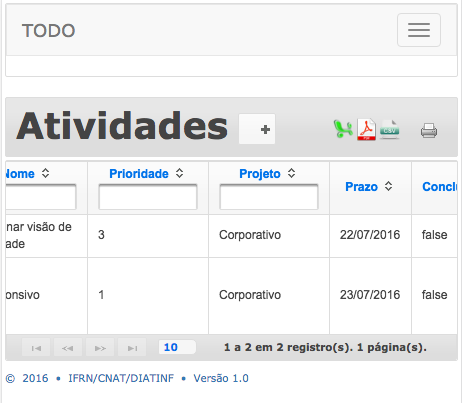 TODO
Atividades +
PDF CSV
Nome Prioridade Projeto Prazo
nar visão de 3 Corporativo 22/07/2016 false
ade
onsivo 1 Corporativo 23/07/2016 false
10 1 a 2 em 2 registro(s). 1 página(s).
© 2016 • IFRN/CNAT/DIATINF • Versão 1.0